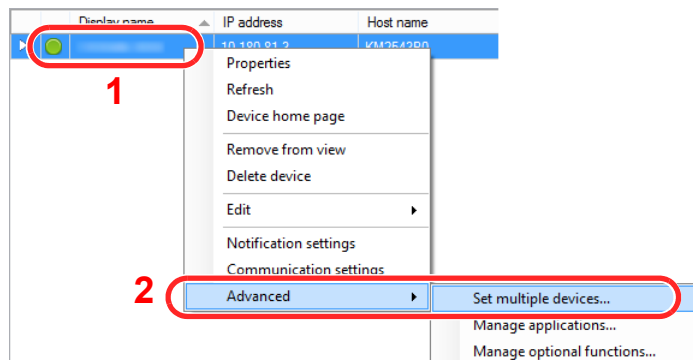 Display name IP address Host name
10.180.81.3 KM2543B0
1
Properties
Refresh
Device home page
Remove from view
Delete device
Edit
Notification settings
Communication settings
2
Advanced
Set multiple devices...
Manage applications...
Manage optional functions...